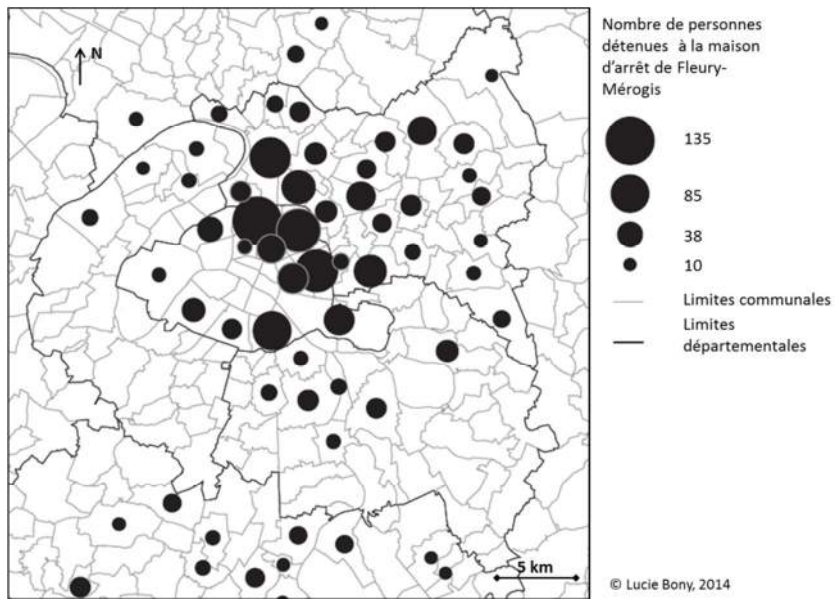 N
5 km
Nombre de personnes
détenues à la maison
d'arrêt de Fleury-
Mérogis
135
85
38
10
Limites communales
Limites
départementales
© Lucie Bony, 2014